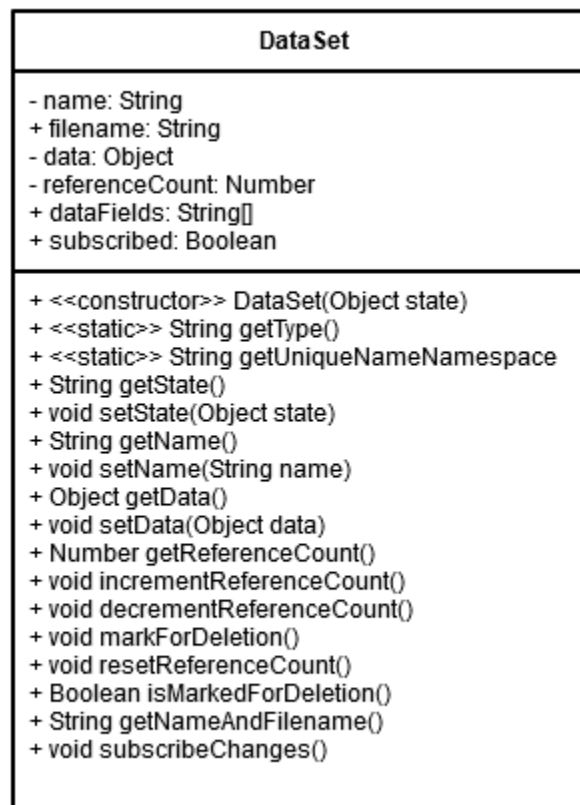 DataSet
- name: String
+ filename: String
- data: Object
- referenceCount: Number
+ dataFields: String[]
+ subscribed: Boolean
+ <<constructor>> DataSet(Object state)
+ <<static>> String getType()
+ <<static>> String getUniqueNameNamespace
+ String getState()
+ void setState(Object state)
+ String getName()
+ void setName(String name)
+ Object getData()
+ void setData(Object data)
+ Number getReferenceCount()
+ void incrementReferenceCount()
+ void decrementReferenceCount()
+ void markForDeletion()
+ void resetReferenceCount()
+ Boolean isMarkedForDeletion()
+ String getNameAndFilename()
+ void subscribeChanges()